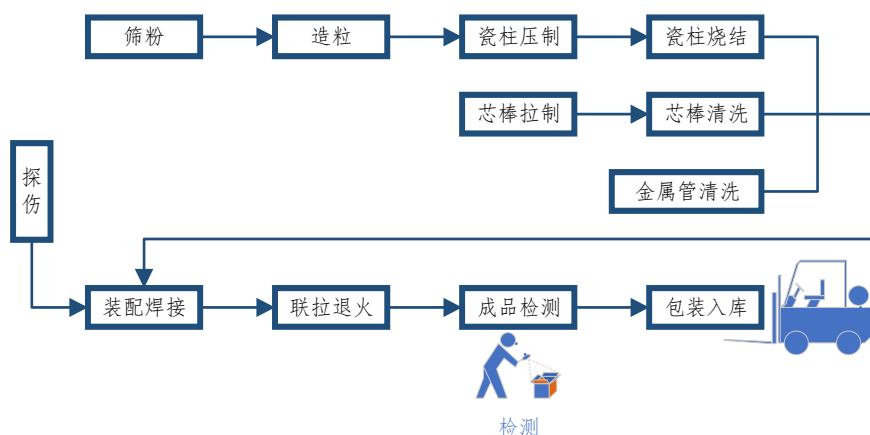 筛粉
造粒
瓷柱压制
瓷柱烧结
芯棒拉制
芯棒清洗
探
伤
金属管清洗
装配焊接
联拉退火
成品检测
包装入库
检测